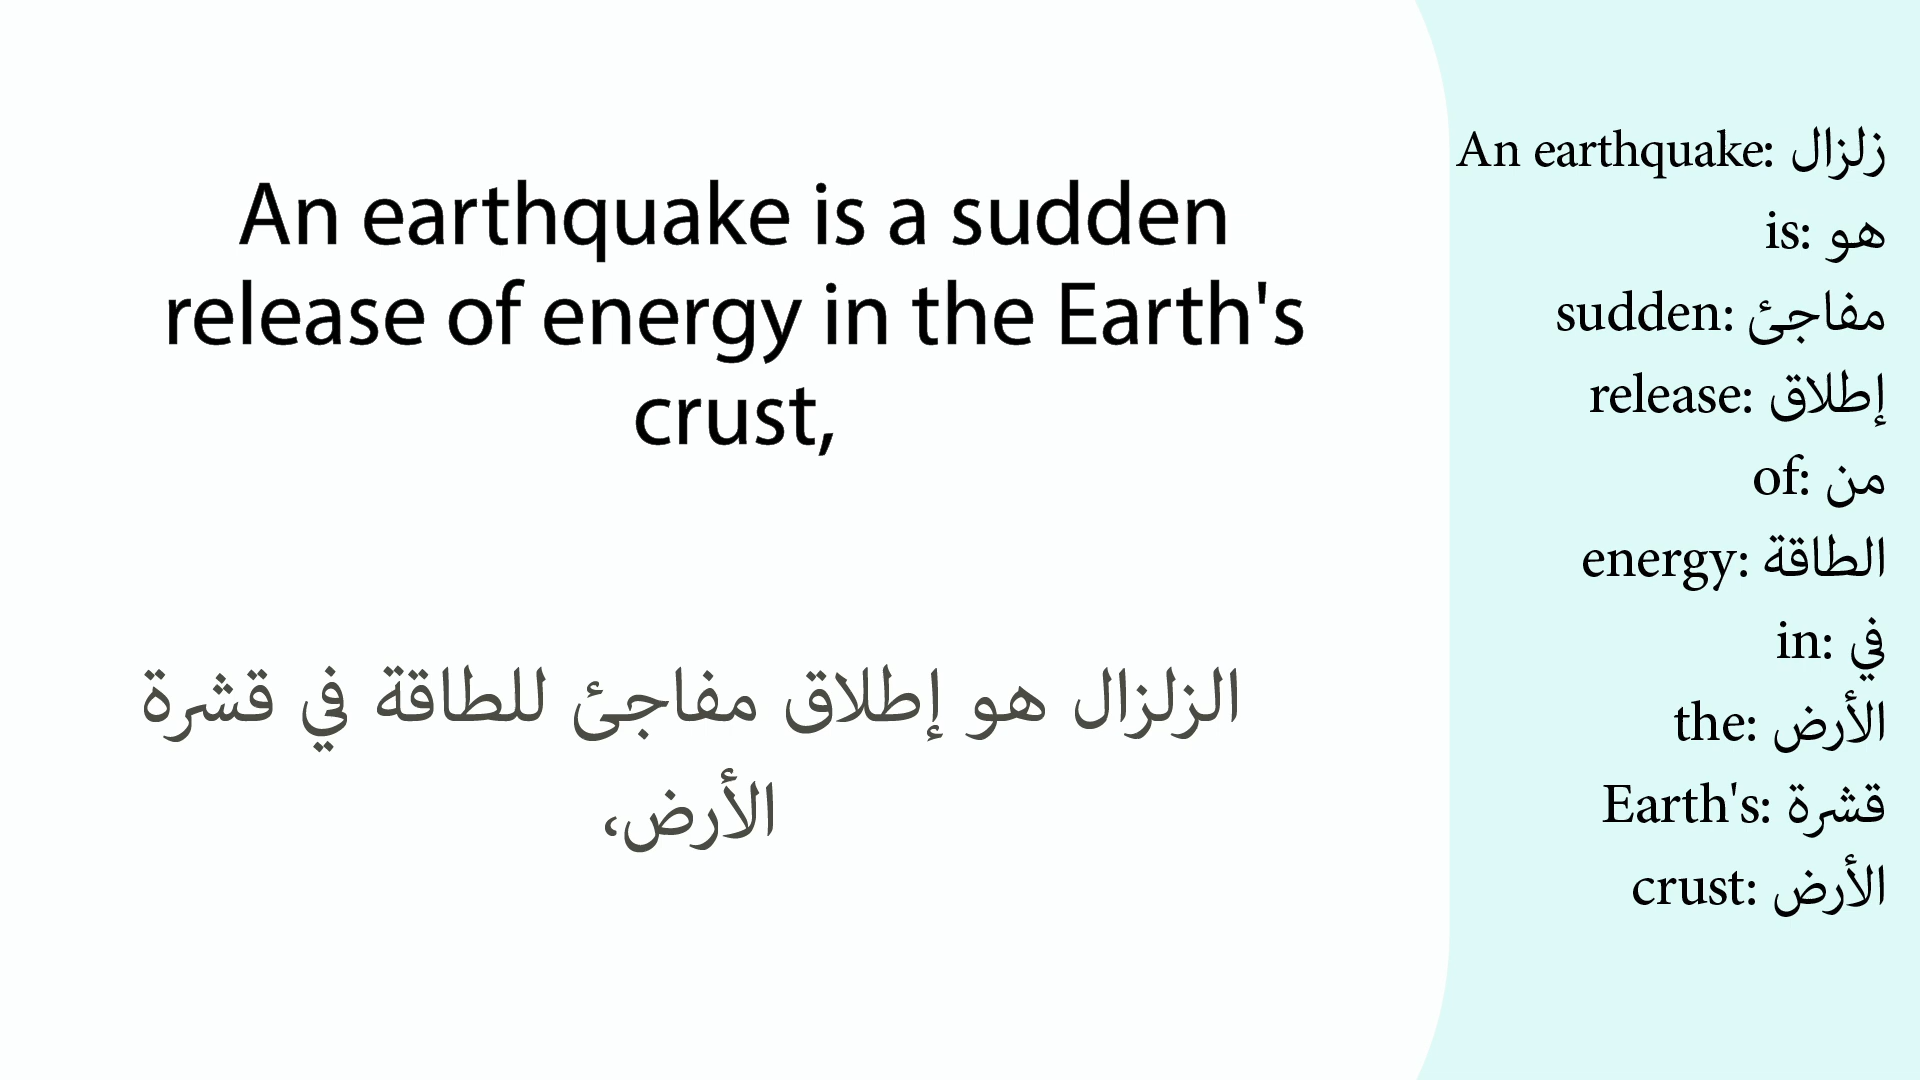 An earthquake is a sudden
release of energy in the Earth's
crust,
الزلزال هو إطلاق مفاجئ للطاقة في قشرة
الأرض،
An earthquake: زلزال
is: هو
sudden: مفاجئ
release: إطلاق
of: من
energy: الطاقة
in: في
the: الأرض
Earth's: قشرة
crust: الأرض